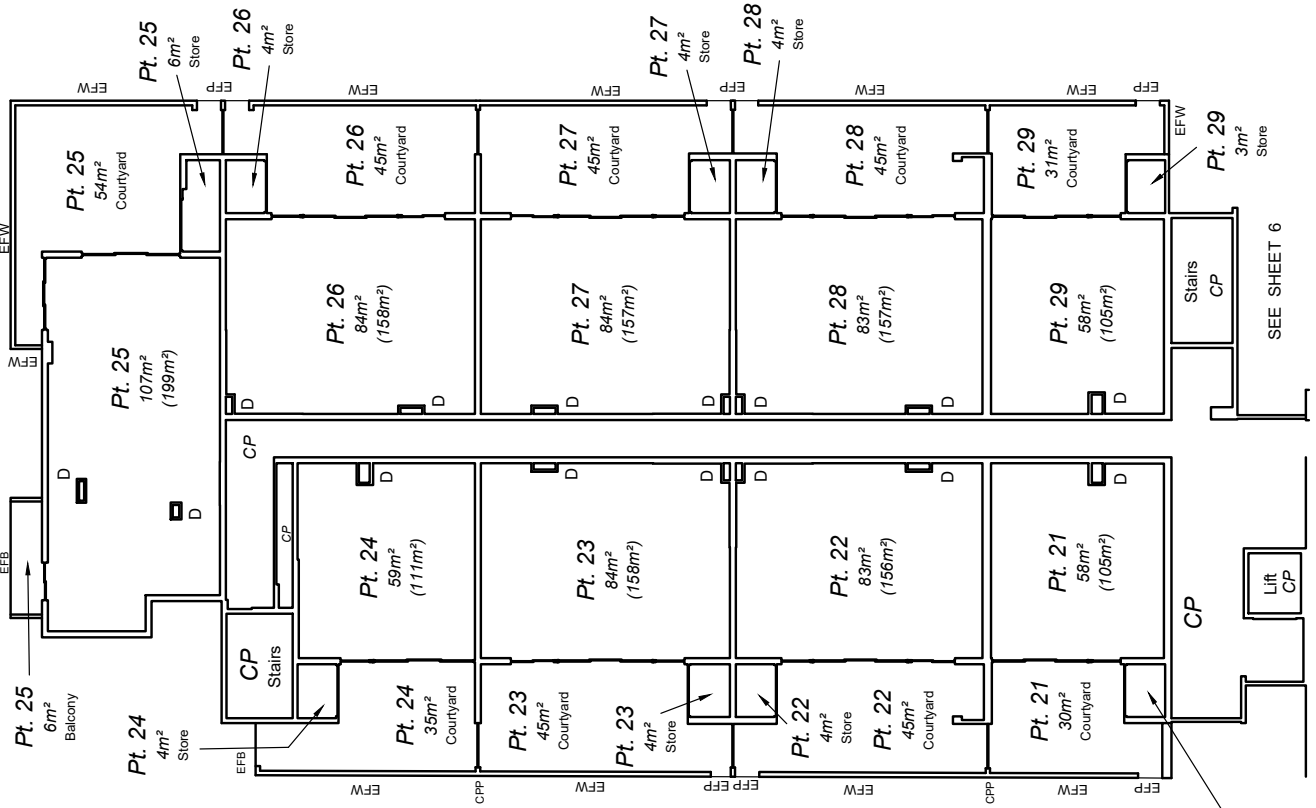 Pt. 25
6m²
Store
Pt. 26
4m²
Store
Pt. 27
4m²
Store
Pt. 28
4m²
Store
EFW
EFP
EFW
EFW
EFP
EFW
EFW
EFP
EFW
Pt. 25
54m²
Courtyard
Pt. 26
45m²
Courtyard
Pt. 27
45m²
Courtyard
Pt. 28
45m²
Courtyard
Pt. 29
31m²
Courtyard
Pt. 29
3m²
Store
EFW
EFW
Pt. 25
107m²
(199m²)
Pt. 26
84m²
(158m²)
Pt. 27
84m²
(157m²)
Pt. 28
83m²
(157m²)
Pt. 29
58m²
(105m²)
Stairs
CP
SEE SHEET 6
D
D
D
D
D
D
D
D
D
CP
EFB
Pt. 25
6m²
Balcony
CP
D
D
D
D
D
D
Pt. 24
59m²
(111m²)
Pt. 23
84m²
(158m²)
Pt. 22
83m²
(156m²)
Pt. 21
58m²
(105m²)
CP
Lift
CP
CP
Stairs
Pt. 24
4m²
Store
Pt. 24
35m²
Courtyard
Pt. 23
45m²
Courtyard
Pt. 23
4m²
Store
Pt. 22
4m²
Store
Pt. 22
45m²
Courtyard
Pt. 21
30m²
Courtyard
EFB
EFW
CPP
EFW
EFP
EFP
EFW
CPP
EFW